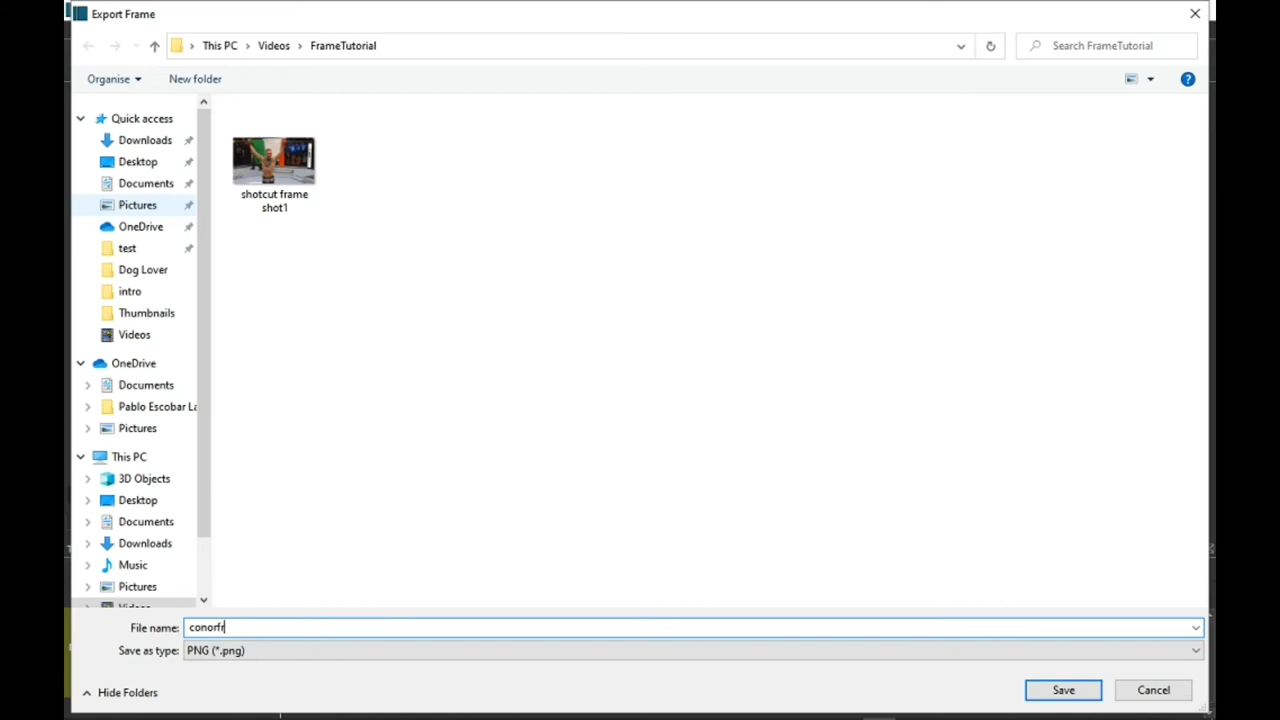 Export Frame
This PC
Videos
FrameTutorial
Search FrameTutorial
Organise
New folder
Quick access
Downloads
Desktop
Documents
Pictures
OneDrive
test
Dog Lover
intro
Thumbnails
Videos
OneDrive
Documents
Pablo Escobar La
Pictures
This PC
3D Objects
Desktop
Documents
Downloads
Music
Pictures
Videos
shotcut frame
shot1
File name: conorfr
Save as type: PNG (*.png)
Hide Folders
Save
Cancel